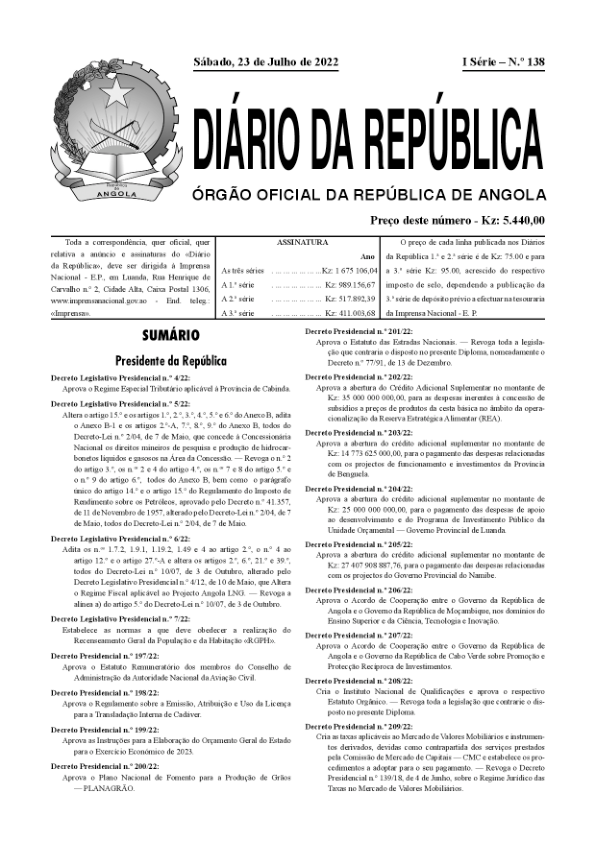 Sábado, 23 de Julho de 2022
I Série – N.º 138
DIÁRIO DA REPÚBLICA
ÓRGÃO OFICIAL DA REPÚBLICA DE ANGOLA
República de
ANGOLA
Preço deste número - Kz: 5.440,00
Toda a correspondência, quer oficial, quer
relativa a anúncio e assinaturas do «Diário
da República», deve ser dirigida à Imprensa
Nacional - E.P., em Luanda, Rua Henrique de
Carvalho n.º 2, Cidade Alta, Caixa Postal 1306,
www.imprensanacional.gov.ao - End. teleg.:
«Imprensa».
ASSINATURA
Ano
As três séries . . . . . . . . . . . . . . . . . . Kz: 1 675 106,04
A 1.ª série . . . . . . . . . . . . . . . . . . Kz: 989.156,67
A 2.ª série . . . . . . . . . . . . . . . . . . Kz: 517.892,39
A 3.ª série . . . . . . . . . . . . . . . . . . Kz: 411.003,68
O preço de cada linha publicada nos Diários
da República 1.ª e 2.ª série é de Kz: 75.00 e para
a 3.ª série Kz: 95.00, acrescido do respectivo
imposto de selo, dependendo a publicação da
3.ª série de depósito prévio a efectuar na tesouraria
da Imprensa Nacional - E. P.
SUMÁRIO
Presidente da República
Decreto Legislativo Presidencial n.º 4/22:
Aprova o Regime Especial Tributário aplicável à Província de Cabinda.
Decreto Legislativo Presidencial n.º 5/22:
Altera o artigo 15.º e os artigos 1.º, 2.º, 3.º, 4.º, 5.º e 6.º do Anexo B, adita
o Anexo B-1 e os artigos 2.º-A, 7.º, 8.º, 9.º do Anexo B, todos do
Decreto-Lei n.º 2/04, de 7 de Maio, que concede à Concessionária
Nacional os direitos mineiros de pesquisa e produção de hidrocar-
bonetos líquidos e gasosos na Área da Concessão. — Revoga o n.º 2
do artigo 3.º, os n.ºs 2 e 4 do artigo 4.º, os n.ºs 7 e 8 do artigo 5.º e
o n.º 9 do artigo 6.º, todos do Anexo B, bem como o parágrafo
único do artigo 14.º e o artigo 15.º do Regulamento do Imposto de
Rendimento sobre os Petróleos, aprovado pelo Decreto n.º 41.357,
de 11 de Novembro de 1957, alterado pelo Decreto-Lei n.º 2/04, de 7
de Maio, todos do Decreto-Lei n.º 2/04, de 7 de Maio.
Decreto Legislativo Presidencial n.º 6/22:
Adita os n.ºs 1.7.2, 1.9.1, 1.19.2, 1.49 e 4 ao artigo 2.º, o n.º 4 ao
artigo 12.º e o artigo 27.º-A e altera os artigos 2.º, 6.º, 21.º e 39.º,
todos do Decreto-Lei n.º 10/07, de 3 de Outubro, alterado pelo
Decreto Legislativo Presidencial n.º 4/12, de 10 de Maio, que Altera
o Regime Fiscal aplicável ao Projecto Angola LNG. — Revoga a
alínea a) do artigo 5.º do Decreto-Lei n.º 10/07, de 3 de Outubro.
Decreto Legislativo Presidencial n.º 7/22:
Estabelece as normas a que deve obedecer a realização do
Recenseamento Geral da População e da Habitação «RGPH».
Decreto Presidencial n.º 197/22:
Aprova o Estatuto Remuneratório dos membros do Conselho de
Administração da Autoridade Nacional da Aviação Civil.
Decreto Presidencial n.º 198/22:
Aprova o Regulamento sobre a Emissão, Atribuição e Uso da Licença
para a Transladação Interna de Cadáver.
Decreto Presidencial n.º 199/22:
Aprova as Instruções para a Elaboração do Orçamento Geral do Estado
para o Exercício Económico de 2023.
Decreto Presidencial n.º 200/22:
Aprova o Plano Nacional de Fomento para a Produção de Grãos
— PLANAGRÃO.
Decreto Presidencial n.º 201/22:
Aprova o Estatuto das Estradas Nacionais. — Revoga toda a legisla-
ção que contraria o disposto no presente Diploma, nomeadamente o
Decreto n.º 77/91, de 13 de Dezembro.
Decreto Presidencial n.º 202/22:
Aprova a abertura do Crédito Adicional Suplementar no montante de
Kz: 35 000 000 000,00, para as despesas inerentes à concessão de
subsídios a preços de produtos da cesta básica no âmbito da opera-
cionalização da Reserva Estratégica Alimentar (REA).
Decreto Presidencial n.º 203/22:
Aprova a abertura do crédito adicional suplementar no montante de
Kz: 14 773 625 000,00, para o pagamento das despesas relacionadas
com os projectos de funcionamento e investimentos da Província
de Benguela.
Decreto Presidencial n.º 204/22:
Aprova a abertura do crédito adicional suplementar no montante de
Kz: 25 000 000 000,00, para o pagamento das despesas de apoio
ao desenvolvimento e do Programa de Investimento Público da
Unidade Orçamental — Governo Provincial de Luanda.
Decreto Presidencial n.º 205/22:
Aprova a abertura do crédito adicional suplementar no montante de
Kz: 27 407 908 887,76, para o pagamento das despesas relacionadas
com os projectos do Governo Provincial do Namibe.
Decreto Presidencial n.º 206/22:
Aprova o Acordo de Cooperação entre o Governo da República de
Angola e o Governo da República de Moçambique, nos domínios do
Ensino Superior e da Ciência, Tecnologia e Inovação.
Decreto Presidencial n.º 207/22:
Aprova o Acordo de Cooperação entre o Governo da República de
Angola e o Governo da República de Cabo Verde sobre Promoção e
Protecção Recíproca de Investimentos.
Decreto Presidencial n.º 208/22:
Cria o Instituto Nacional de Qualificações e aprova o respectivo
Estatuto Orgânico. — Revoga toda a legislação que contrarie o dis-
posto no presente Diploma.
Decreto Presidencial n.º 209/22:
Cria as taxas aplicáveis ao Mercado de Valores Mobiliários e instrumen-
tos derivados, devidas como contrapartida dos serviços prestados
pela Comissão de Mercado de Capitais — CMC e estabelece os pro-
cedimentos a adoptar para o seu pagamento. — Revoga o Decreto
Presidencial n.º 139/18, de 4 de Junho, sobre o Regime Jurídico das
Taxas no Mercado de Valores Mobiliários.